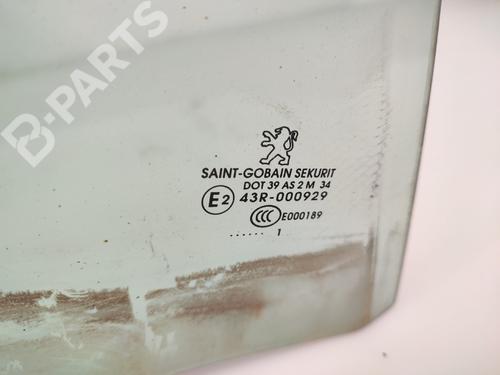 B-PARTS
SAINT-GOBAIN SEKURIT
DOT 39 AS 2 M 34
E2 43R-000929
CCC E000189
...... 1